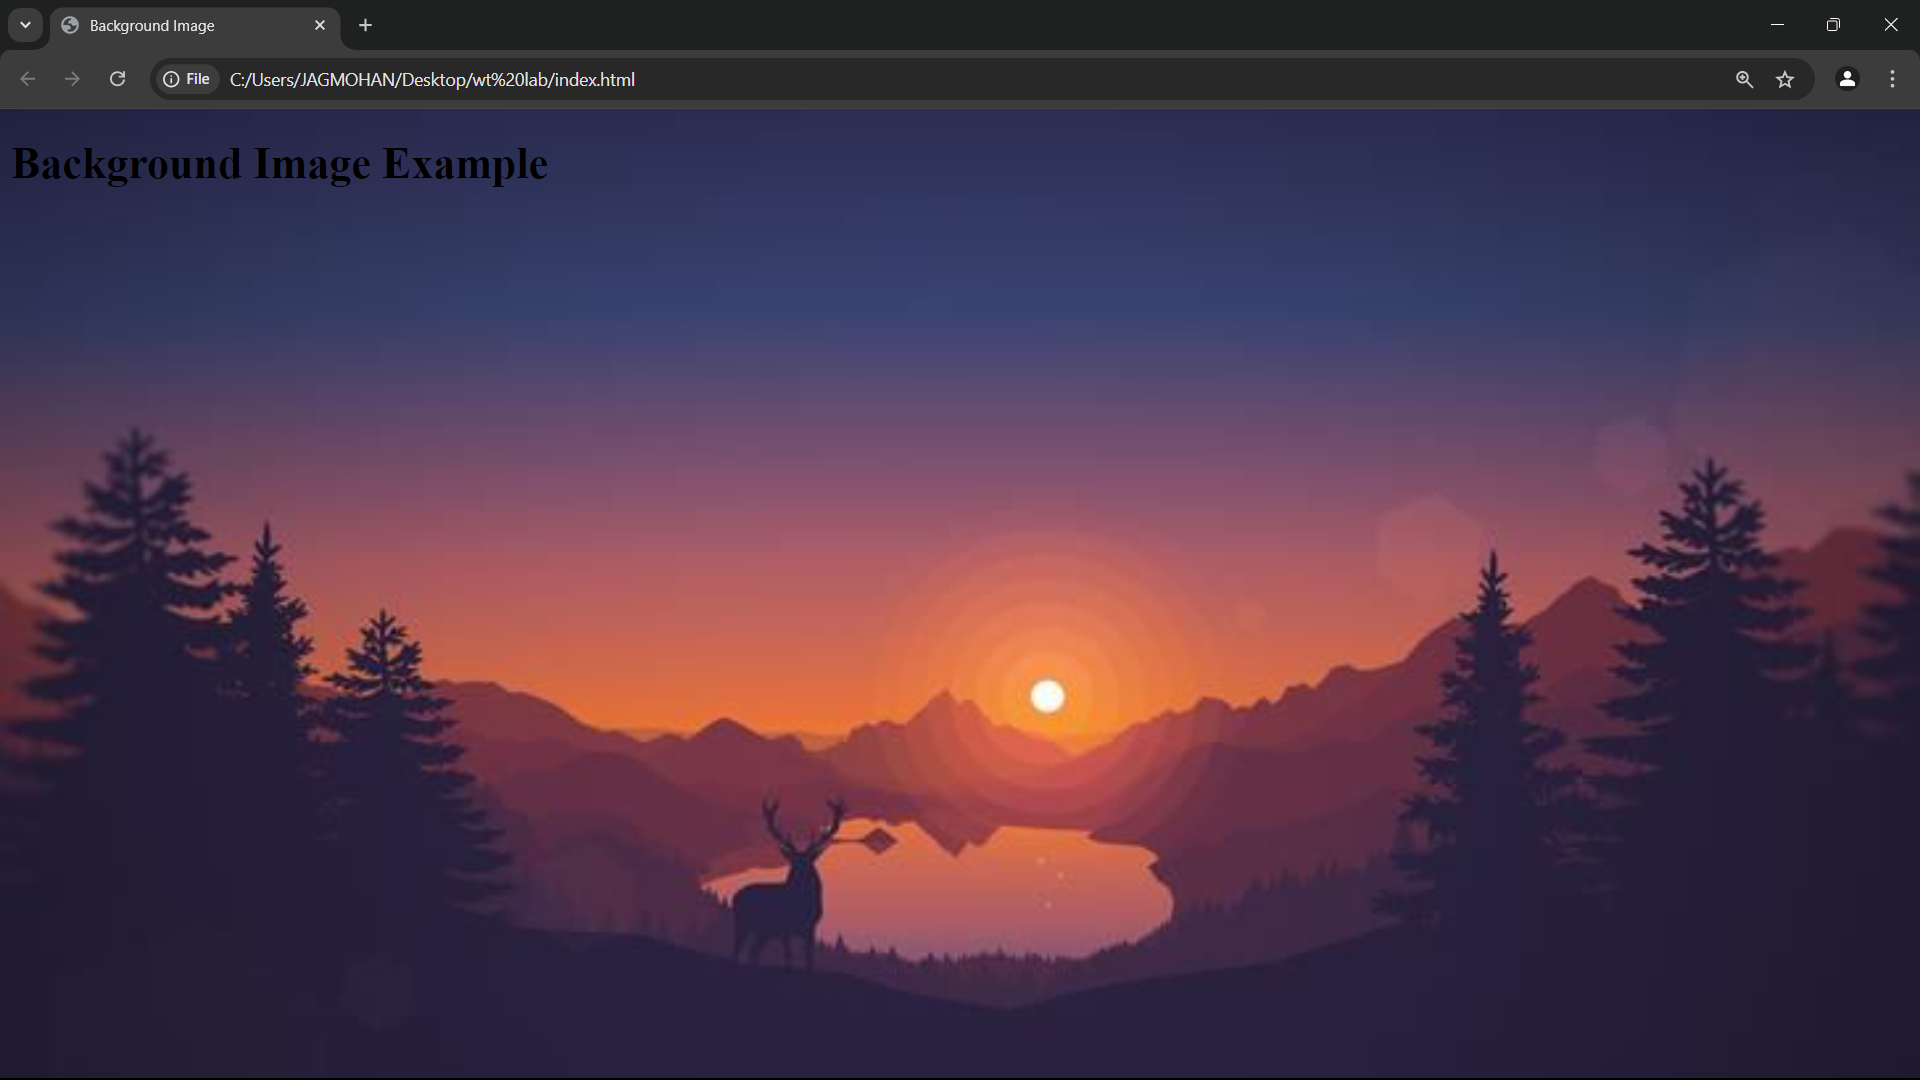 Background Image
File
C:/Users/JAGMOHAN/Desktop/wt%20lab/index.html
Background Image Example